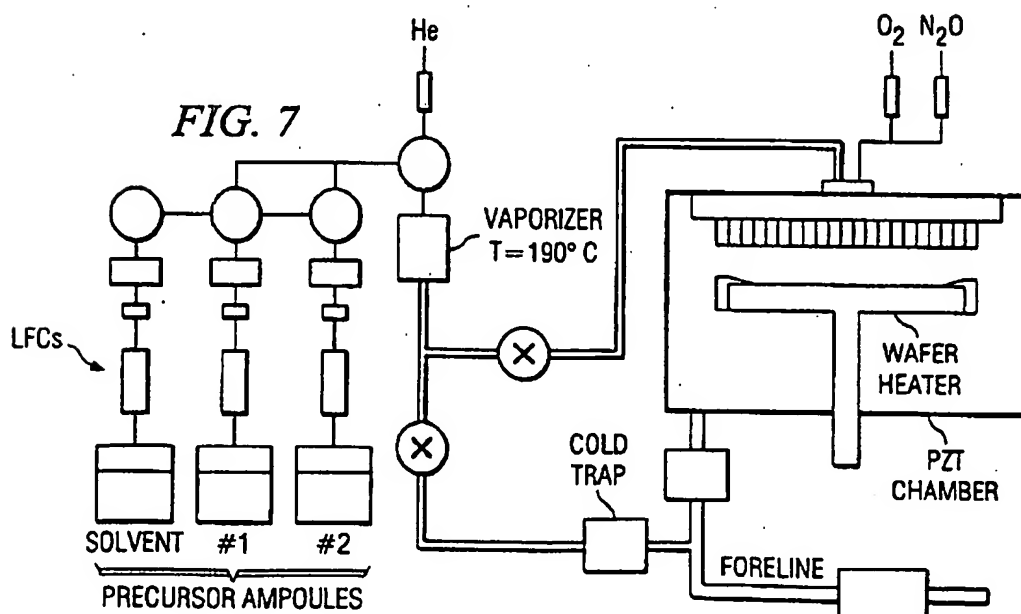 He
O₂ N₂O
FIG. 7
VAPORIZER
T=190° C
LFCs
WAFER
HEATER
PZT
CHAMBER
COLD
TRAP
SOLVENT #1 #2
FORELINE
PRECURSOR AMPOULES